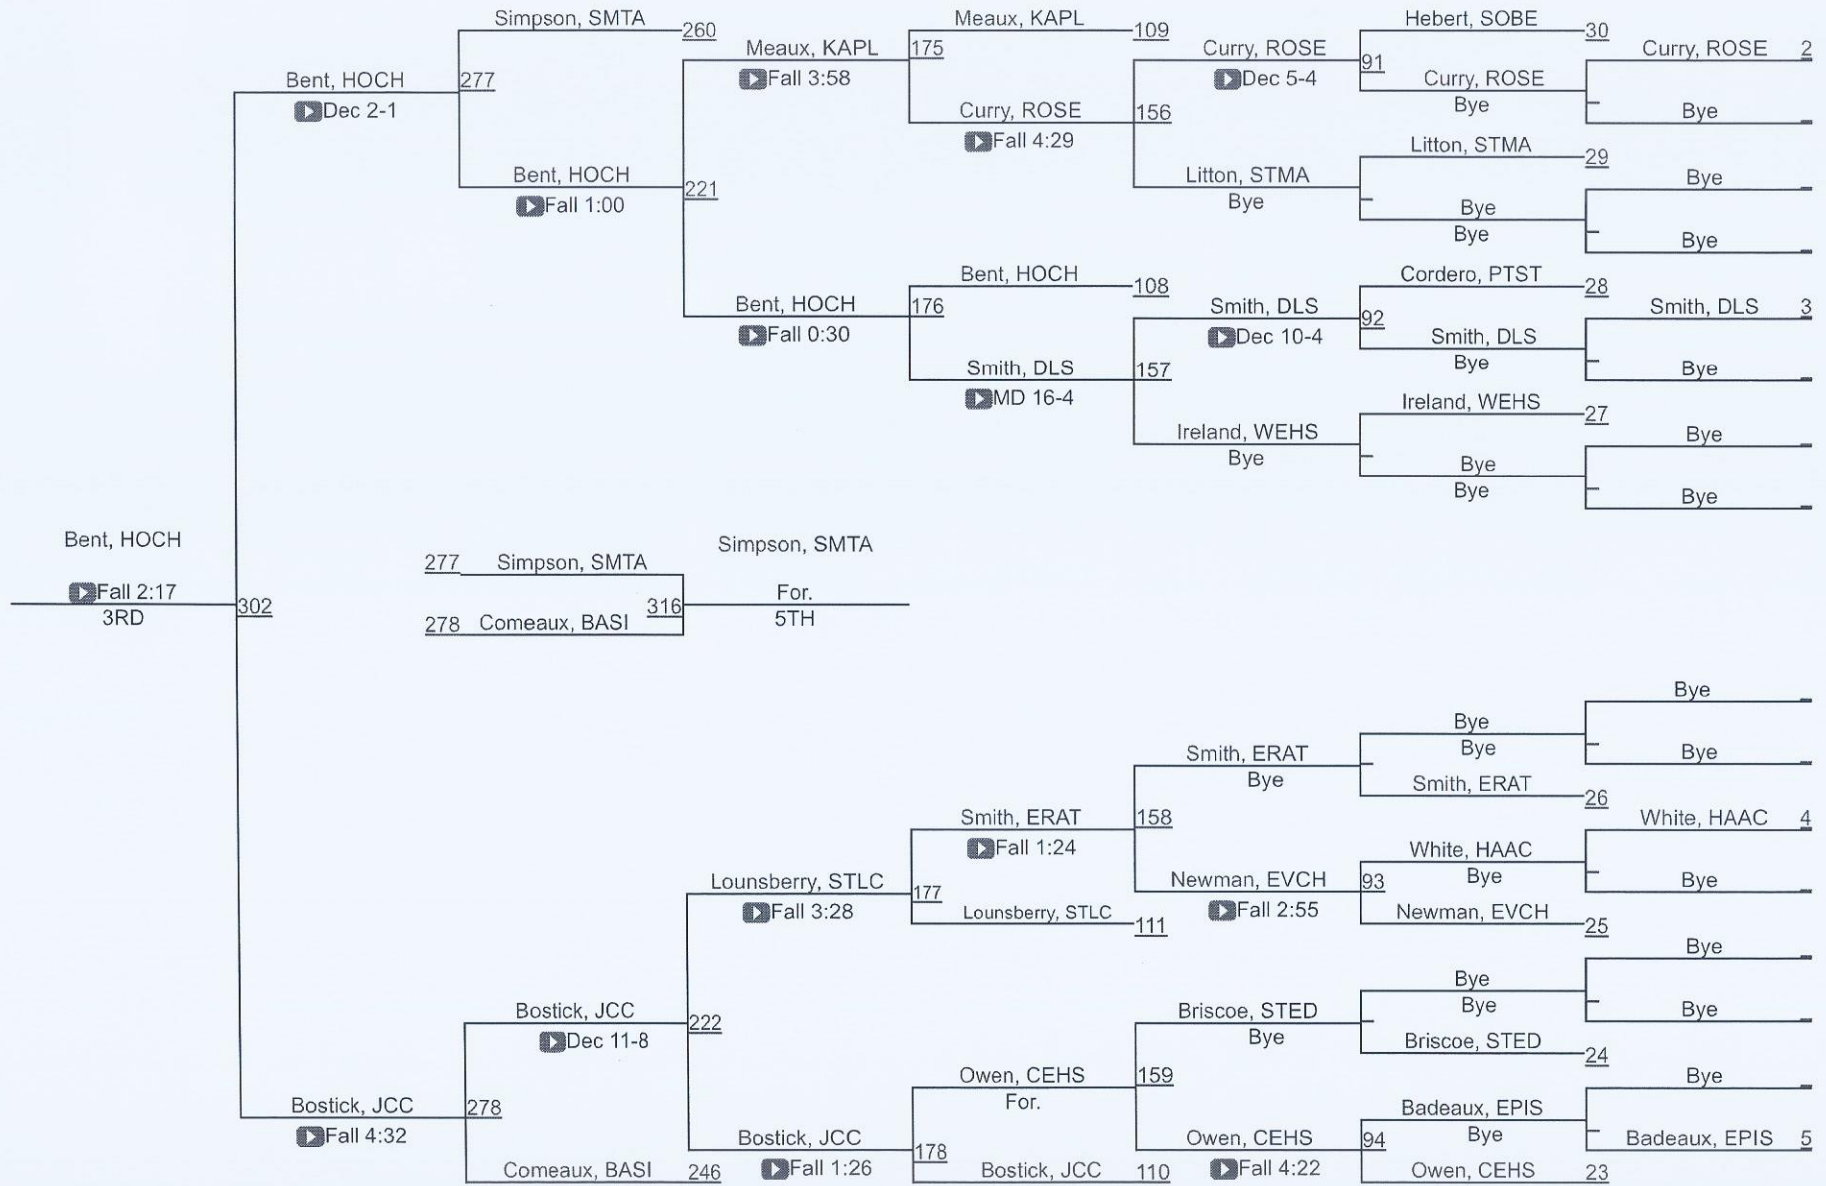 Simpson, SMTA
260
Meaux, KAPL
109
Hebert, SOBE
30
Meaux, KAPL
175
Curry, ROSE
91
Curry, ROSE 2
Bent, HOCH
277
Fall 3:58
Dec 5-4
Curry, ROSE
Bye
Dec 2-1
Curry, ROSE
156
Bye
Fall 4:29
Litton, STMA
29
Bent, HOCH
221
Litton, STMA
Bye
Fall 1:00
Bye
Bye
Bye
Bye
Bent, HOCH
108
Cordero, PTST
28
Bent, HOCH
176
Smith, DLS
92
Smith, DLS 3
Fall 0:30
Dec 10-4
Smith, DLS
Bye
Smith, DLS
157
Bye
MD 16-4
Ireland, WEHS
27
Ireland, WEHS
Bye
Bye
Bye
Bye
Bye
Bent, HOCH
Fall 2:17
302
3RD
277 Simpson, SMTA
Simpson, SMTA
316
For.
278 Comeaux, BASI
5TH
Bye
Bye
Bye
Smith, ERAT
Bye
Bye
Smith, ERAT
26
Smith, ERAT
158
White, HAAC 4
Fall 1:24
White, HAAC
Bye
Lounsberry, STLC
177
Newman, EVCH
93
Bye
Fall 3:28
Lounsberry, STLC
111
Fall 2:55
Newman, EVCH
25
Bye
Bye
Bye
Bostick, JCC
222
Briscoe, STED
Bye
Bye
Dec 11-8
Briscoe, STED
24
Owen, CEHS
159
Bye
For.
Bostick, JCC
278
Badeaux, EPIS
Bye
Fall 4:32
Bostick, JCC
178
Owen, CEHS
94
Badeaux, EPIS 5
Fall 1:26
Fall 4:22
Comeaux, BASI
246
Bostick, JCC
110
Owen, CEHS
23